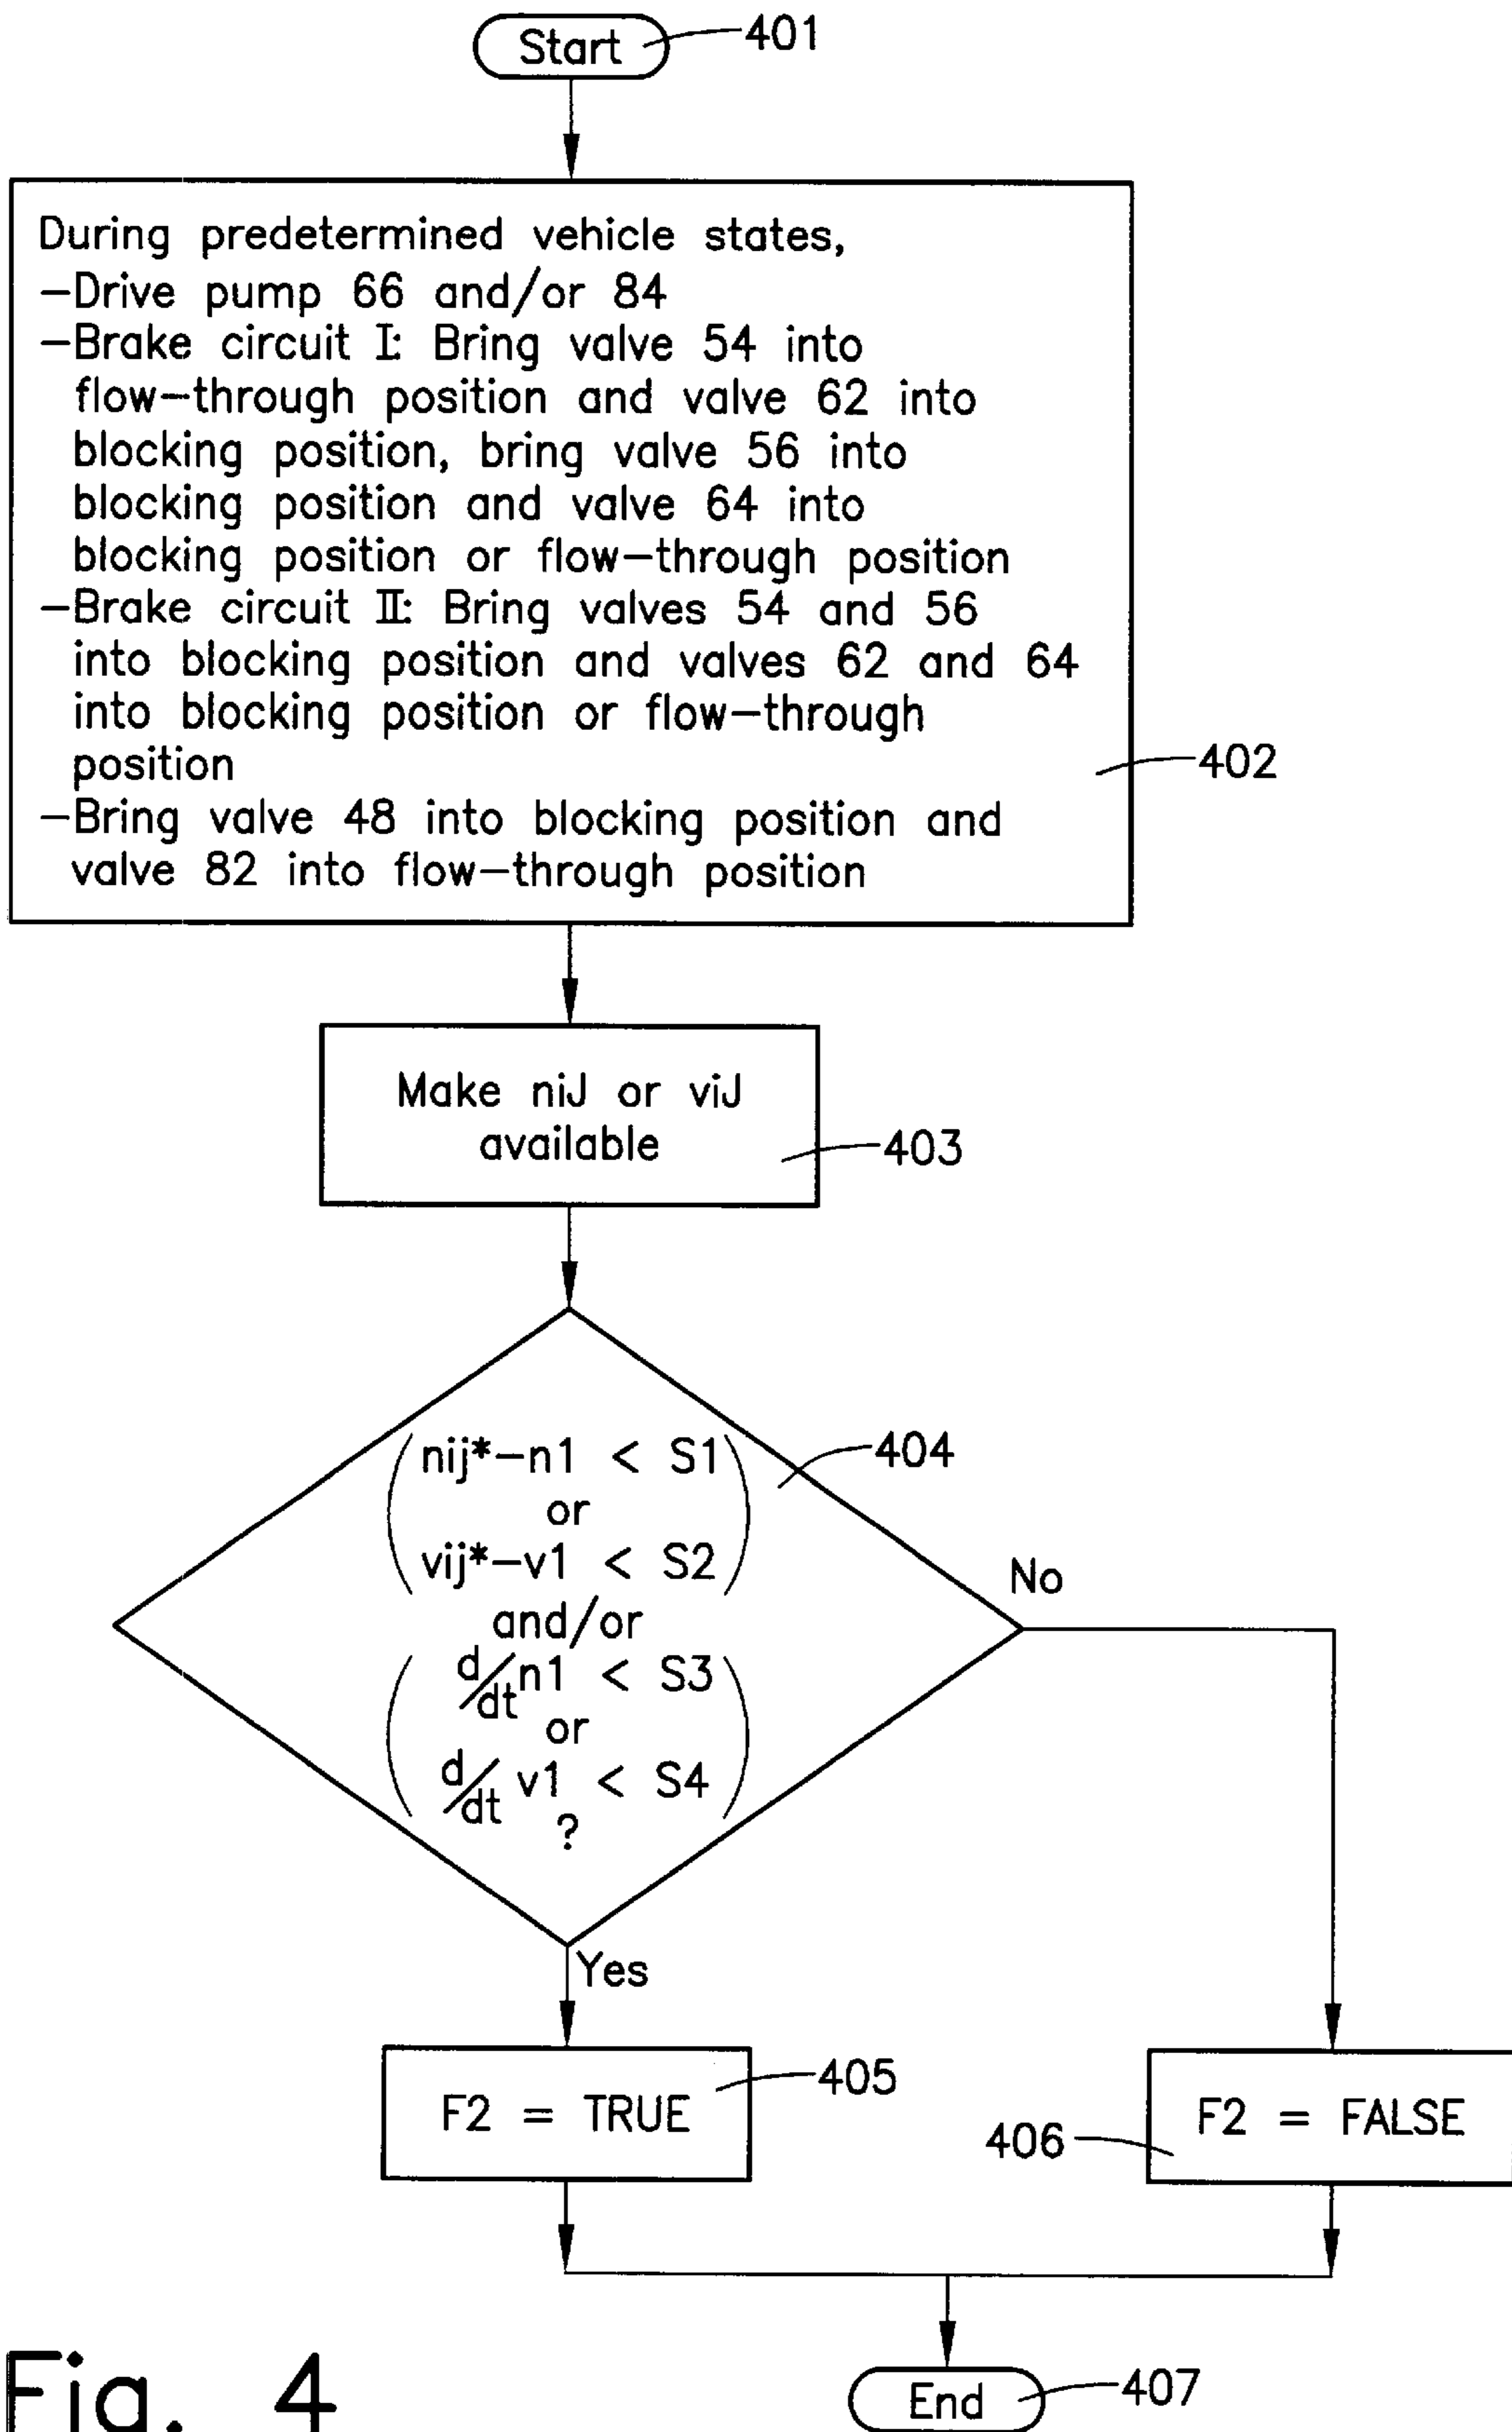 Start
401
During predetermined vehicle states,
-Drive pump 66 and/or 84
-Brake circuit I: Bring valve 54 into
flow-through position and valve 62 into
blocking position, bring valve 56 into
blocking position and valve 64 into
blocking position or flow-through position
-Brake circuit II: Bring valves 54 and 56
into blocking position and valves 62 and 64
into blocking position or flow-through
position
-Bring valve 48 into blocking position and
valve 82 into flow-through position
402
Make niJ or viJ
available
403
(nij*-n1 < S1
or
vij*-v1 < S2)
and/or
(d/dt n1 < S3
or
d/dt v1 < S4)
?
404
No
Yes
F2 = TRUE
405
F2 = FALSE
406
End
407
Fig. 4